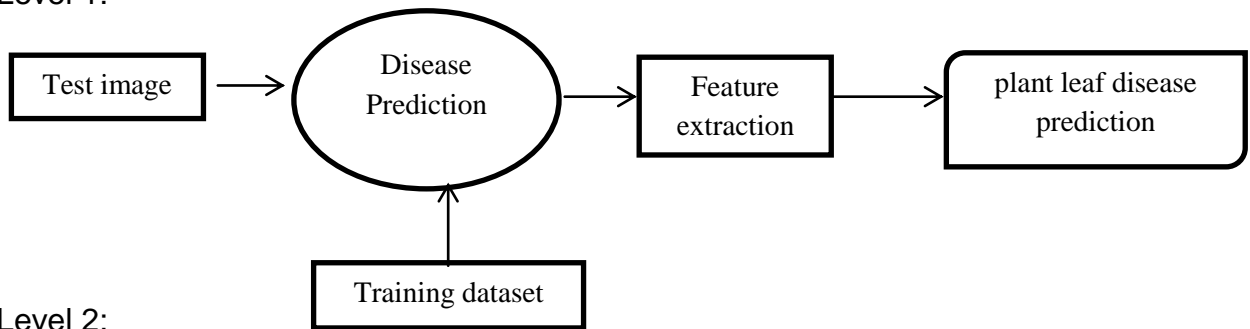 Level 1:
Test image
Disease
Prediction
Feature
extraction
plant leaf disease
prediction
Training dataset
Level 2: